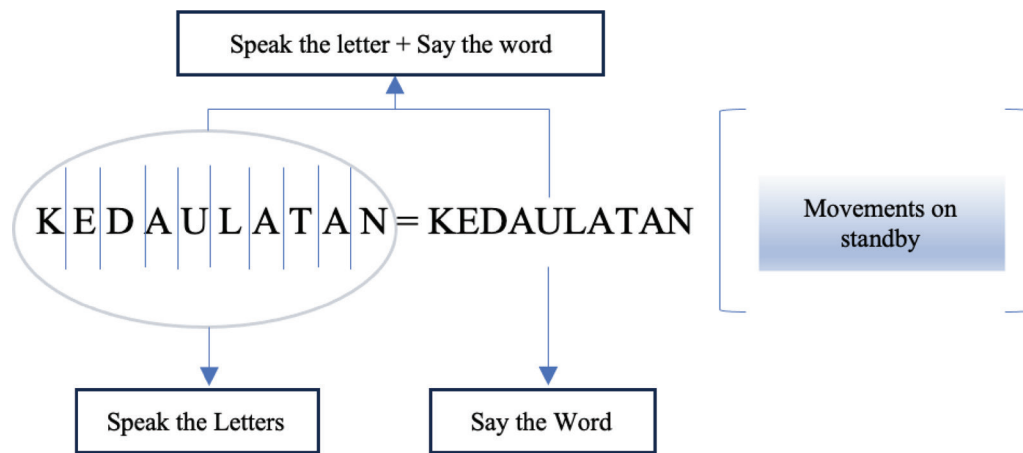 Speak the letter + Say the word
K E D A U L A T A N = KEDAULATAN
Movements on
standby
Speak the Letters
Say the Word